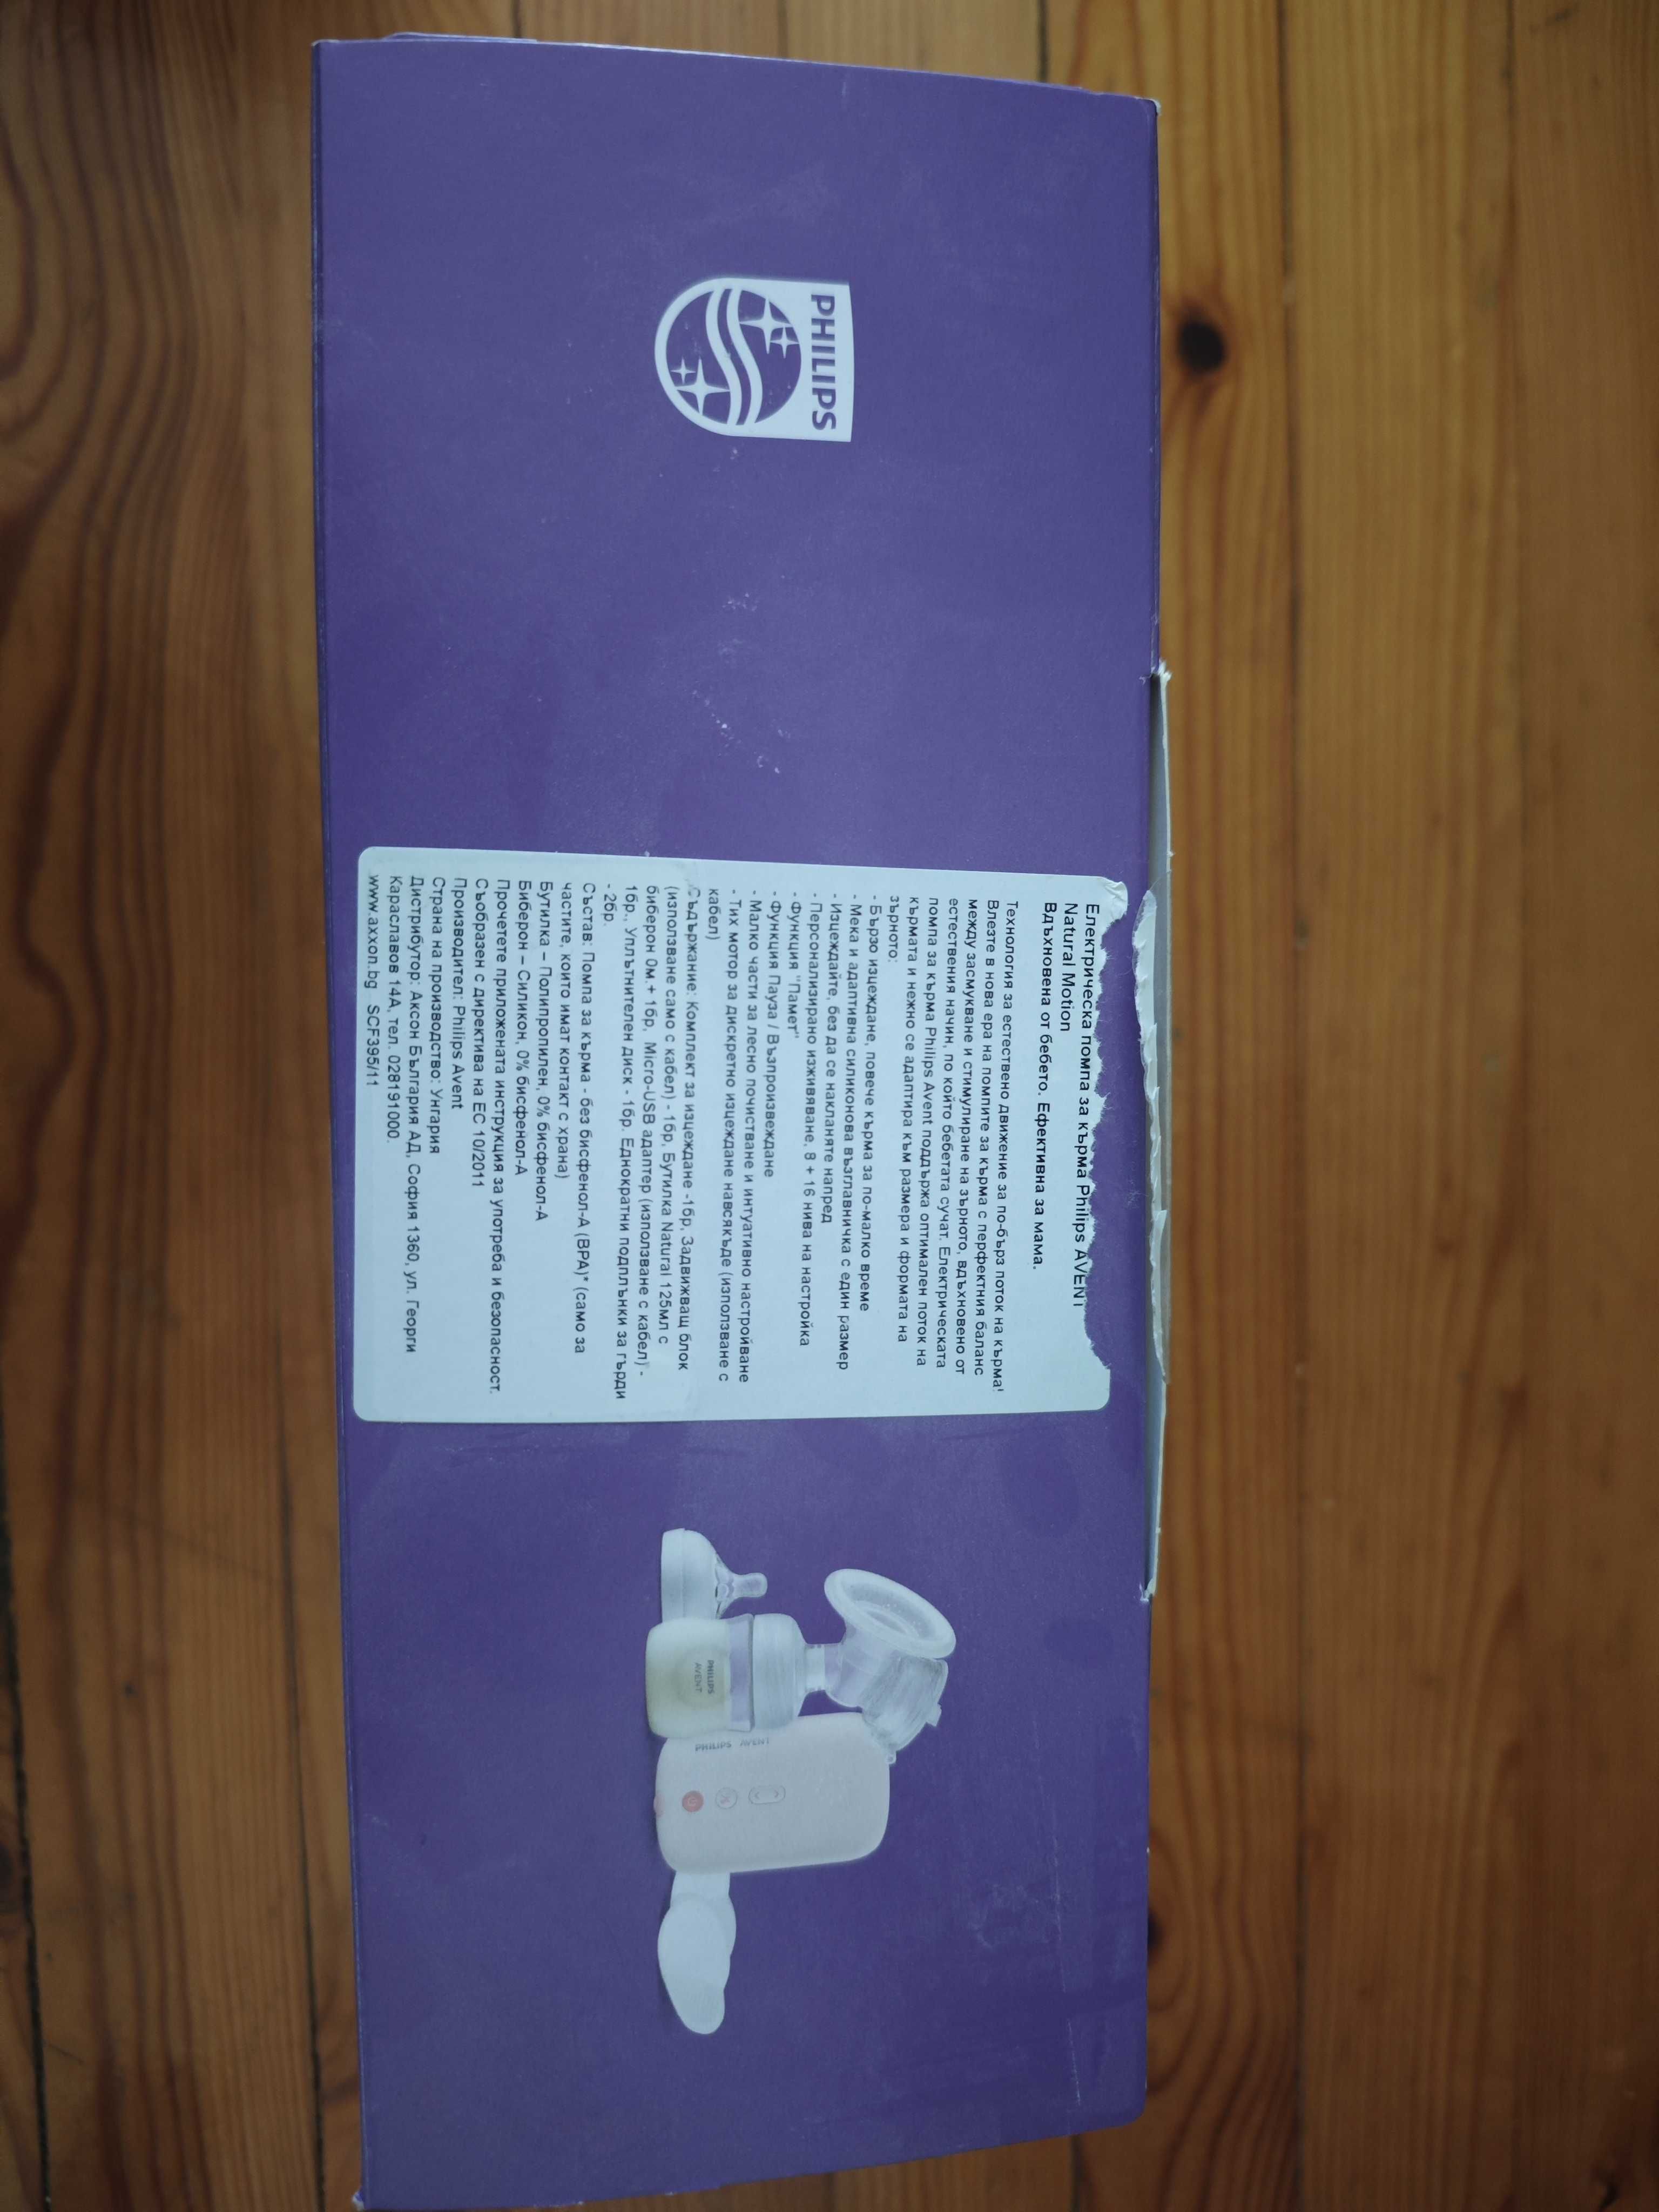 PHILIPS
Електрическа помпа за кърма Philips AVENT
Natural Motion
Вдъхновена от бебето. Ефективна за мама.
Технология за естествено движение за по-бърз поток на кърма!
Влезте в нова ера на помпите за кърма с перфектния баланс
между засмукване и стимулиране на зърното, вдъхновено от
естествения начин, по който бебетата сучат. Електрическата
помпа за кърма Philips Avent поддържа оптимален поток на
кърмата и нежно се адаптира към размера и формата на
зърното:
- Бързо изцеждане, повече кърма за по-малко време
- Мека и адаптивна силиконова възглавничка с един размер
- Изцеждайте, без да се накланяте напред
- Персонализирано изживяване, 8 + 16 нива на настройка
- Функция "Памет"
- Функция Пауза / Възпроизвеждане
- Малко части за лесно почистване и интуативно настройване
- Тих мотор за дискретно изцеждане навсякъде (използване с
кабел)
Съдържание: Комплект за изцеждане -1бр, Задвижващ блок
(използване само с кабел) - 1бр, Бутилка Natural 125мл с
биберон 0м.+ 1бр, Micro-USB адаптер (използване с кабел) -
1бр., Уплътнителен диск - 1бр. Еднократни подплънки за гърди
- 2бр.
Състав: Помпа за кърма - без бисфенол-А (BPA)* (само за
частите, които имат контакт с храна)
Бутилка – Полипропилен, 0% бисфенол-А
Биберон – Силикон, 0% бисфенол-А
Прочетете приложената инструкция за употреба и безопасност.
Съобразен с директива на ЕС 10/2011
Производител: Philips Avent
Страна на производство: Унгария
Дистрибутор: Аксон България АД, София 1360, ул. Георги
Караславов 14А, тел. 028191000.
www.axxon.bg SCF395/11
PHILIPS
AVENT
PHILIPS AVENT